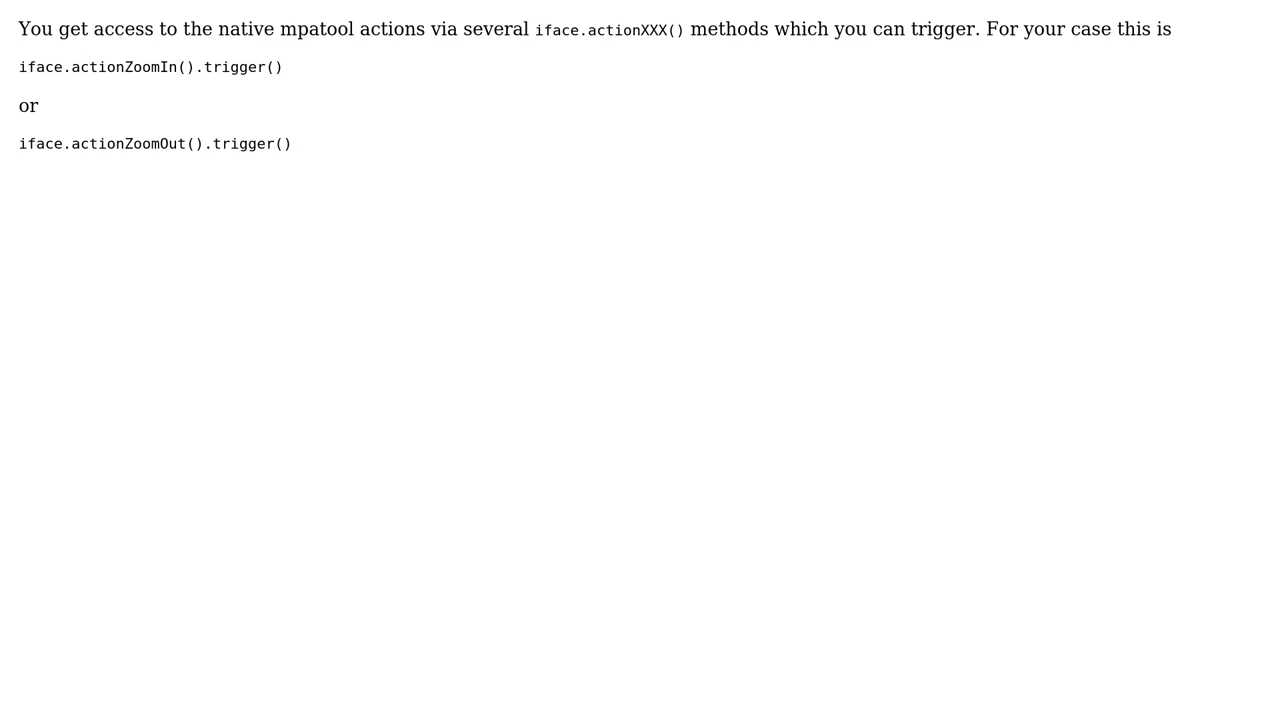 You get access to the native mpatool actions via several iface.actionXXX() methods which you can trigger. For your case this is
iface.actionZoomIn().trigger()
or
iface.actionZoomOut().trigger()